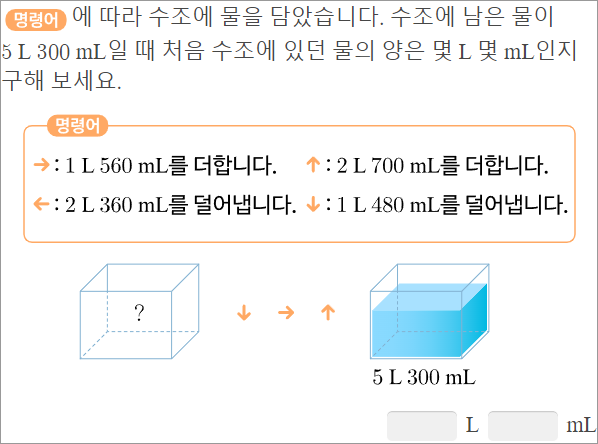 명령어 에 따라 수조에 물을 담았습니다. 수조에 남은 물이
5 L 300 mL일 때 처음 수조에 있던 물의 양은 몇 L 몇 mL인지
구해 보세요.
명령어
→ : 1 L 560 mL를 더합니다. ↑ : 2 L 700 mL를 더합니다.
← : 2 L 360 mL를 덜어냅니다. ↓ : 1 L 480 mL를 덜어냅니다.
? ↓ → ↑
5 L 300 mL
L mL